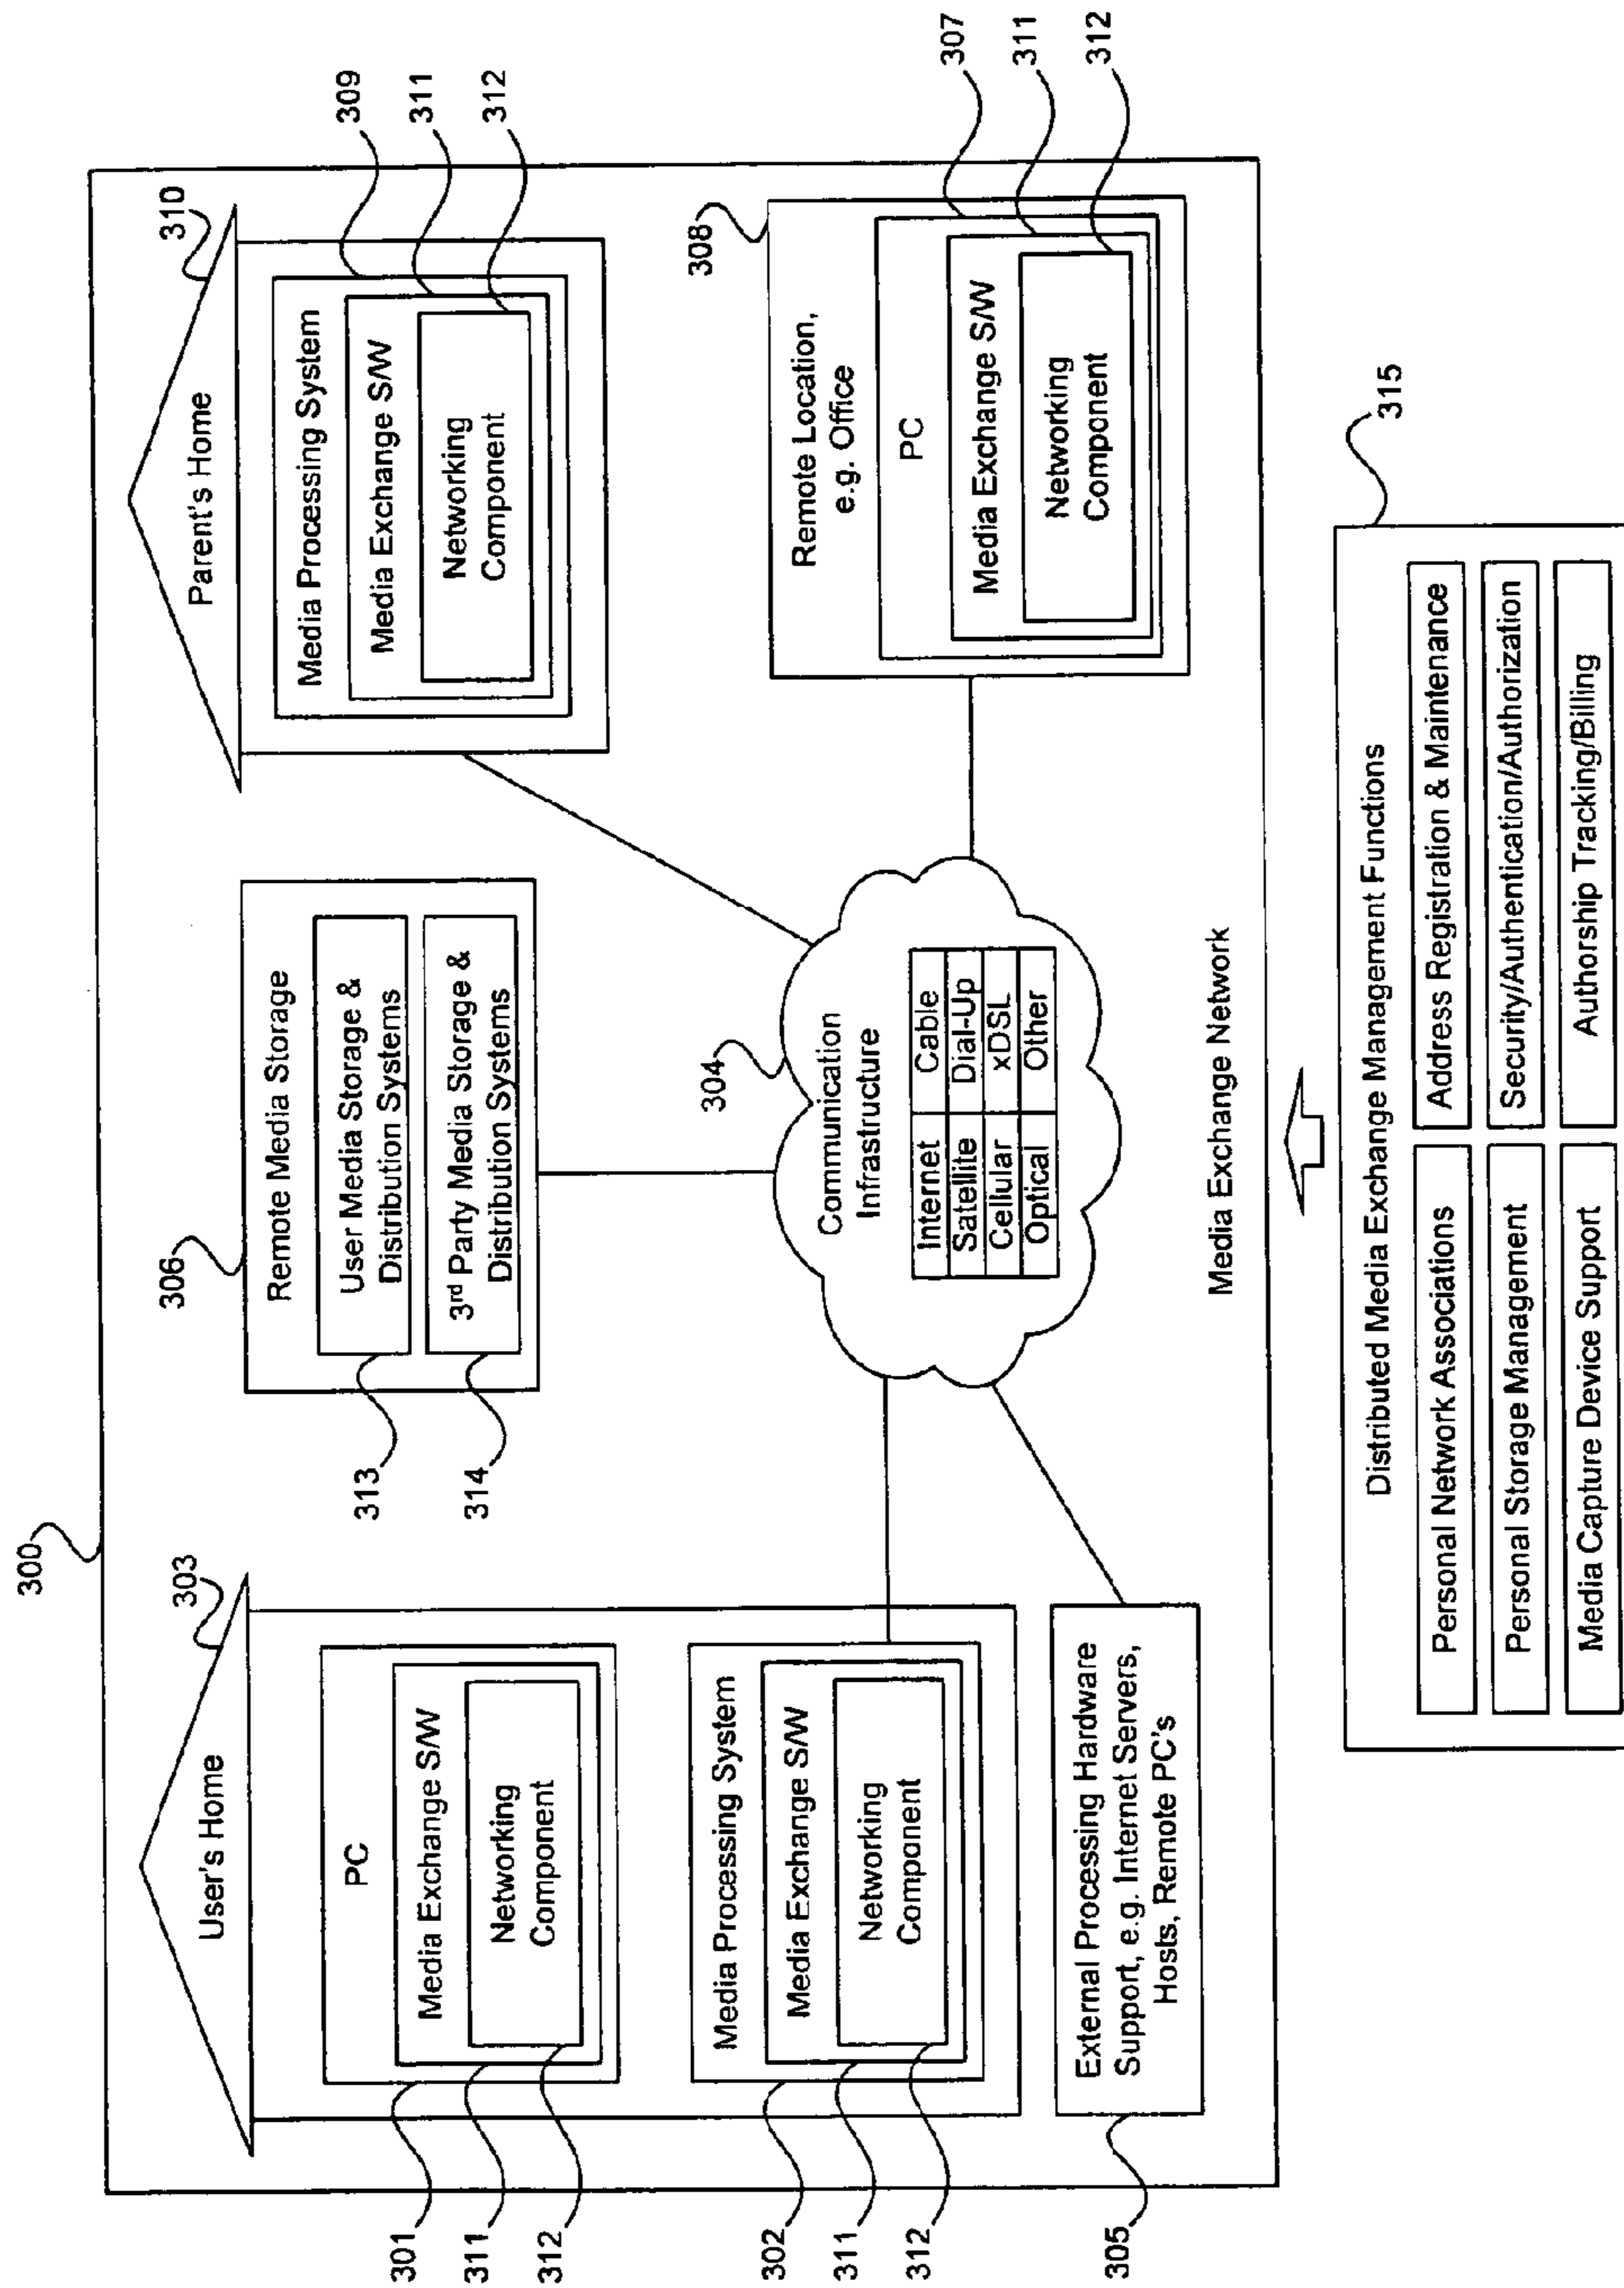 300
User's Home
303
PC
Media Exchange S/W
Networking
Component
301
311
312
Media Processing System
Media Exchange S/W
Networking
Component
302
311
312
External Processing Hardware
Support, e.g. Internet Servers,
Hosts, Remote PC's
305
306
Remote Media Storage
User Media Storage &
Distribution Systems
3rd Party Media Storage &
Distribution Systems
313
314
304
Communication
Infrastructure
Internet Cable
Satellite Dial-Up
Cellular xDSL
Optical Other
Parent's Home
310
Media Processing System
Media Exchange S/W
Networking
Component
309
311
312
308
Remote Location,
e.g. Office
PC
Media Exchange S/W
Networking
Component
307
311
312
Media Exchange Network
315
Distributed Media Exchange Management Functions
Personal Network Associations
Address Registration & Maintenance
Personal Storage Management
Security/Authentication/Authorization
Media Capture Device Support
Authorship Tracking/Billing